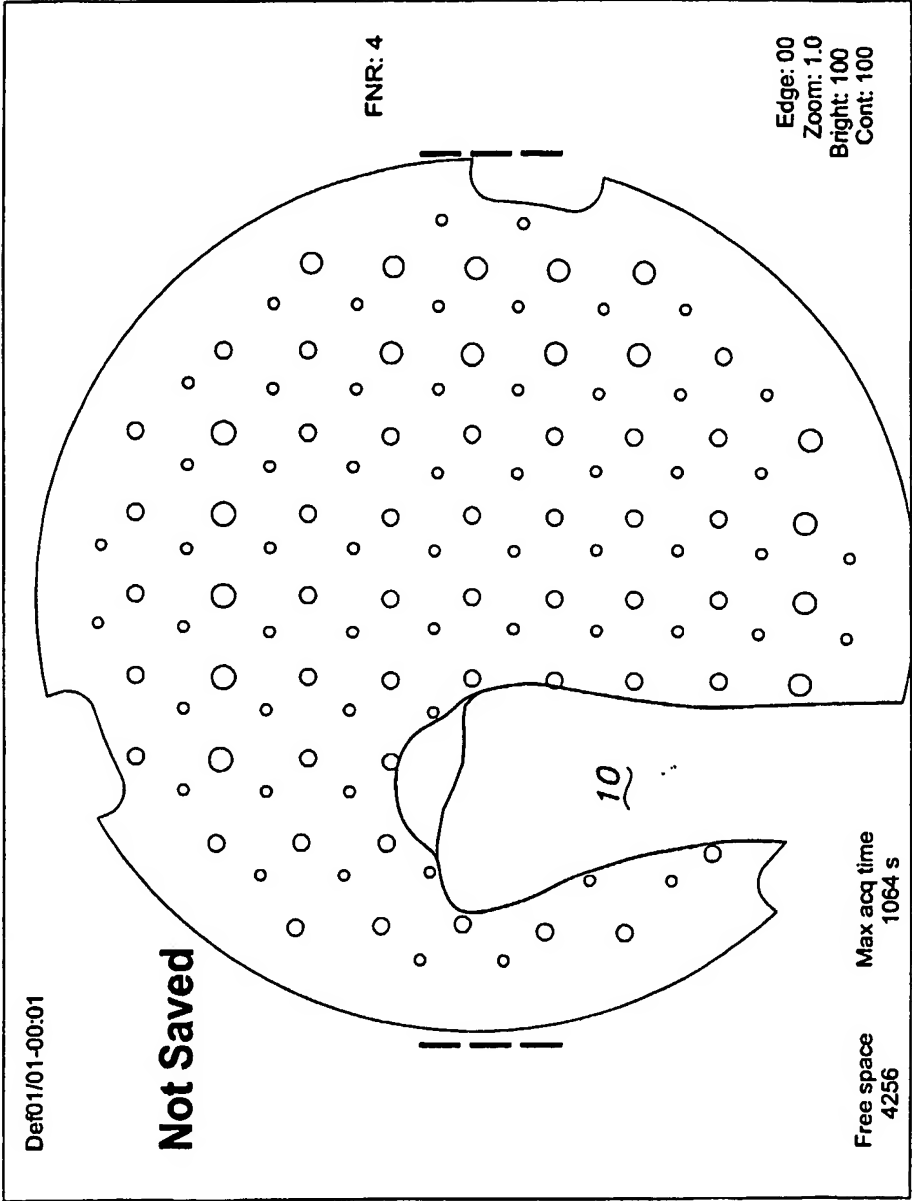 Def01/01-00:01
Not Saved
FNR: 4
10
Free space
4256
Max acq time
1064 s
Edge: 00
Zoom: 1.0
Bright: 100
Cont: 100